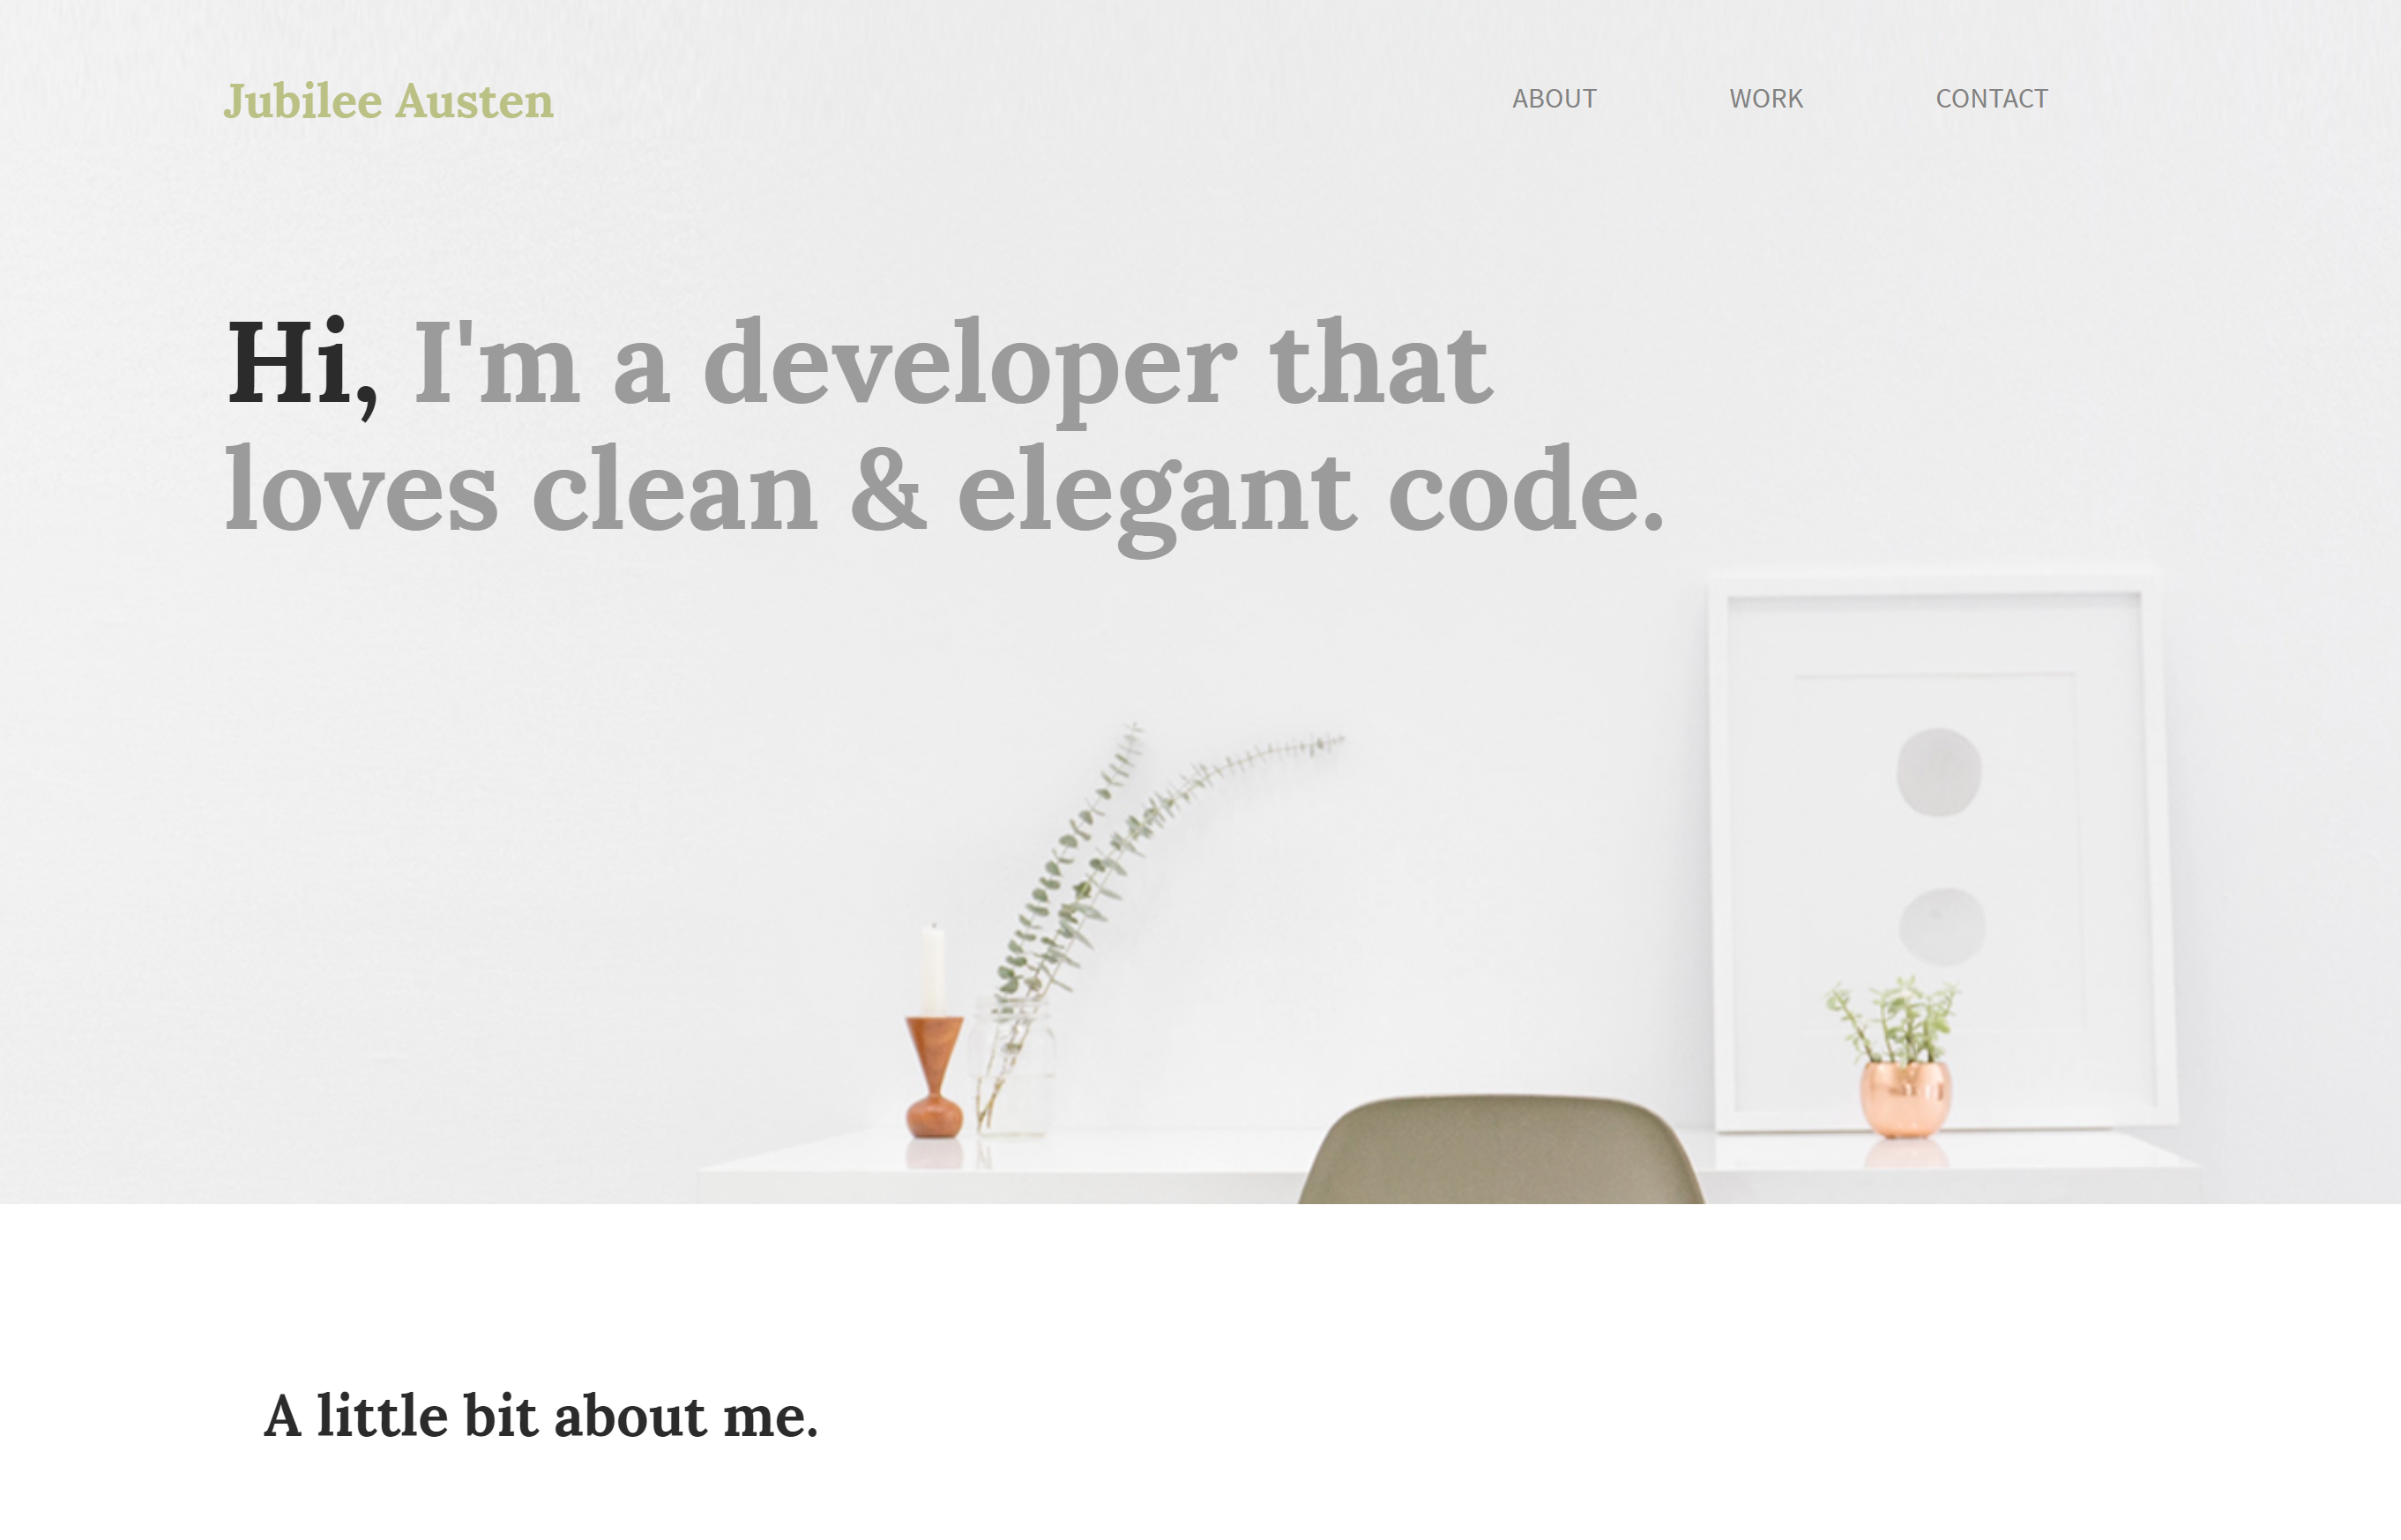 Jubilee Austen
ABOUT WORK CONTACT
Hi, I'm a developer that
loves clean & elegant code.
A little bit about me.